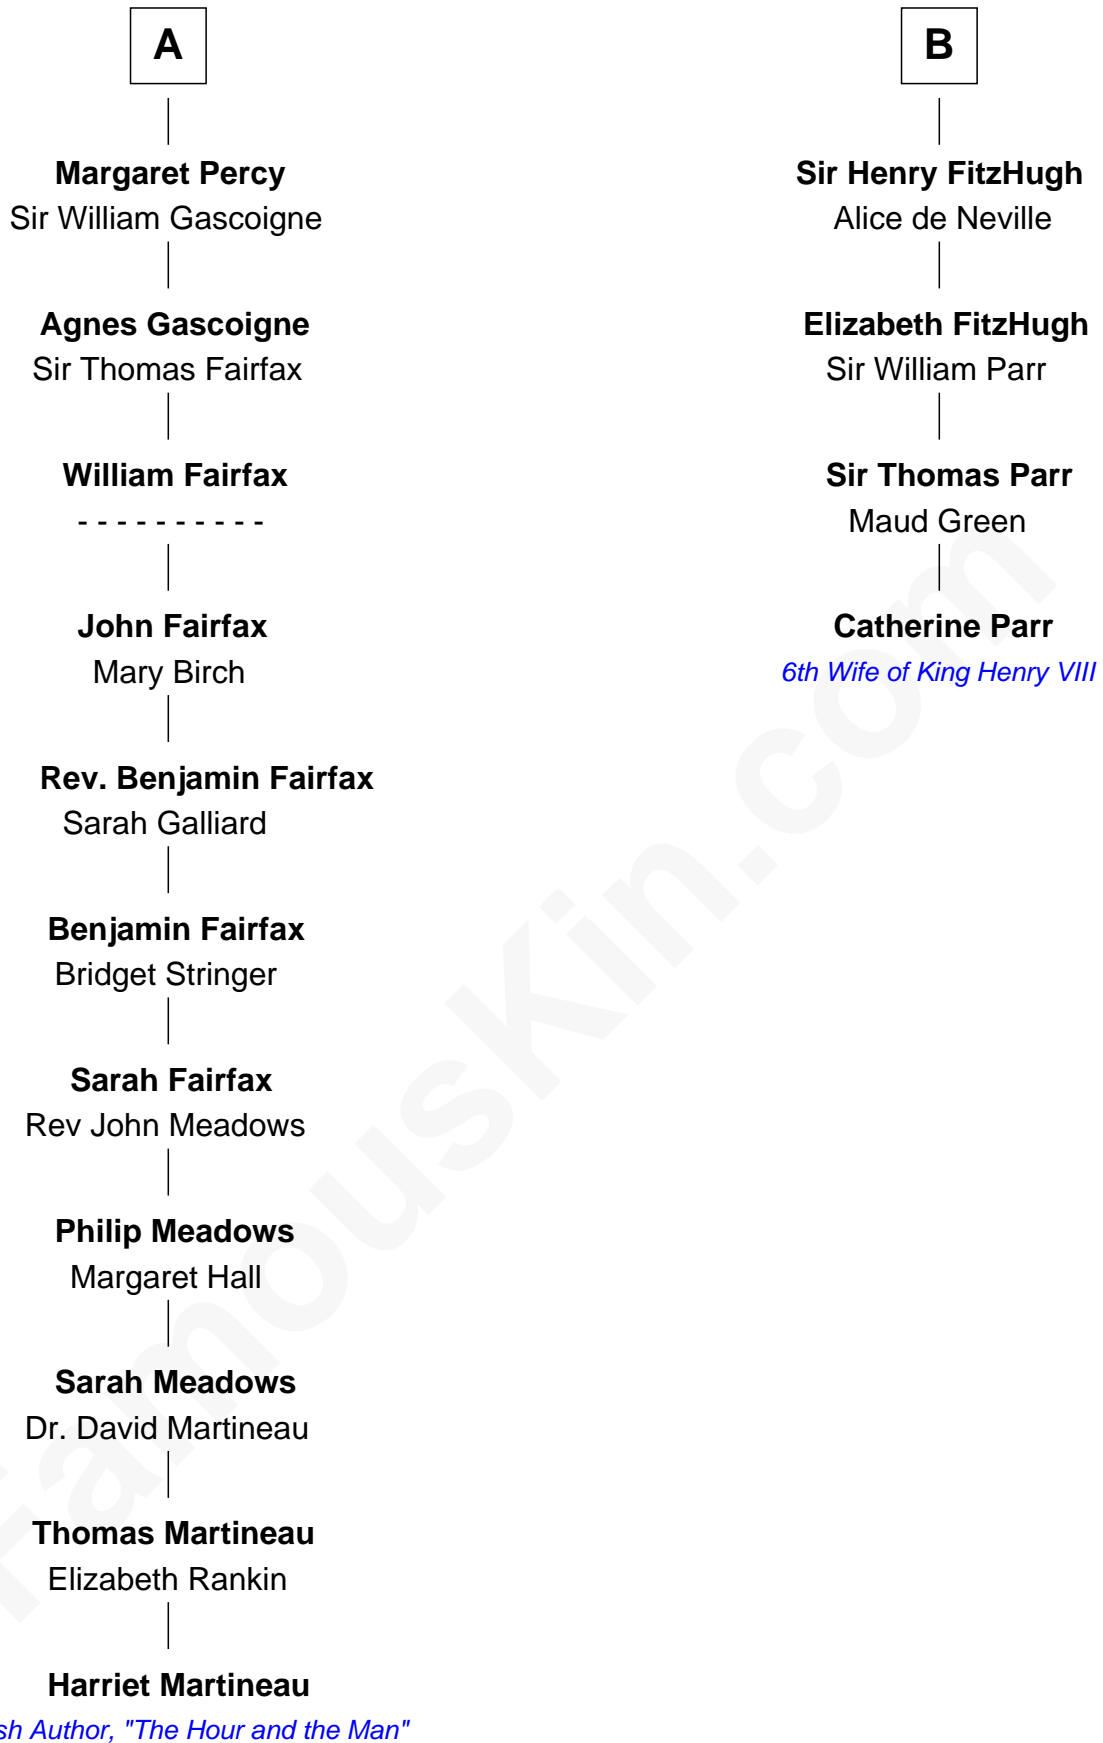 A
Margaret Percy
Sir William Gascoigne
Agnes Gascoigne
Sir Thomas Fairfax
William Fairfax
- - - - - - - - - -
John Fairfax
Mary Birch
Rev. Benjamin Fairfax
Sarah Galliard
Benjamin Fairfax
Bridget Stringer
Sarah Fairfax
Rev John Meadows
Philip Meadows
Margaret Hall
Sarah Meadows
Dr. David Martineau
Thomas Martineau
Elizabeth Rankin
Harriet Martineau
sh Author, "The Hour and the Man"
B
Sir Henry FitzHugh
Alice de Neville
Elizabeth FitzHugh
Sir William Parr
Sir Thomas Parr
Maud Green
Catherine Parr
6th Wife of King Henry VIII
FamousKin.com